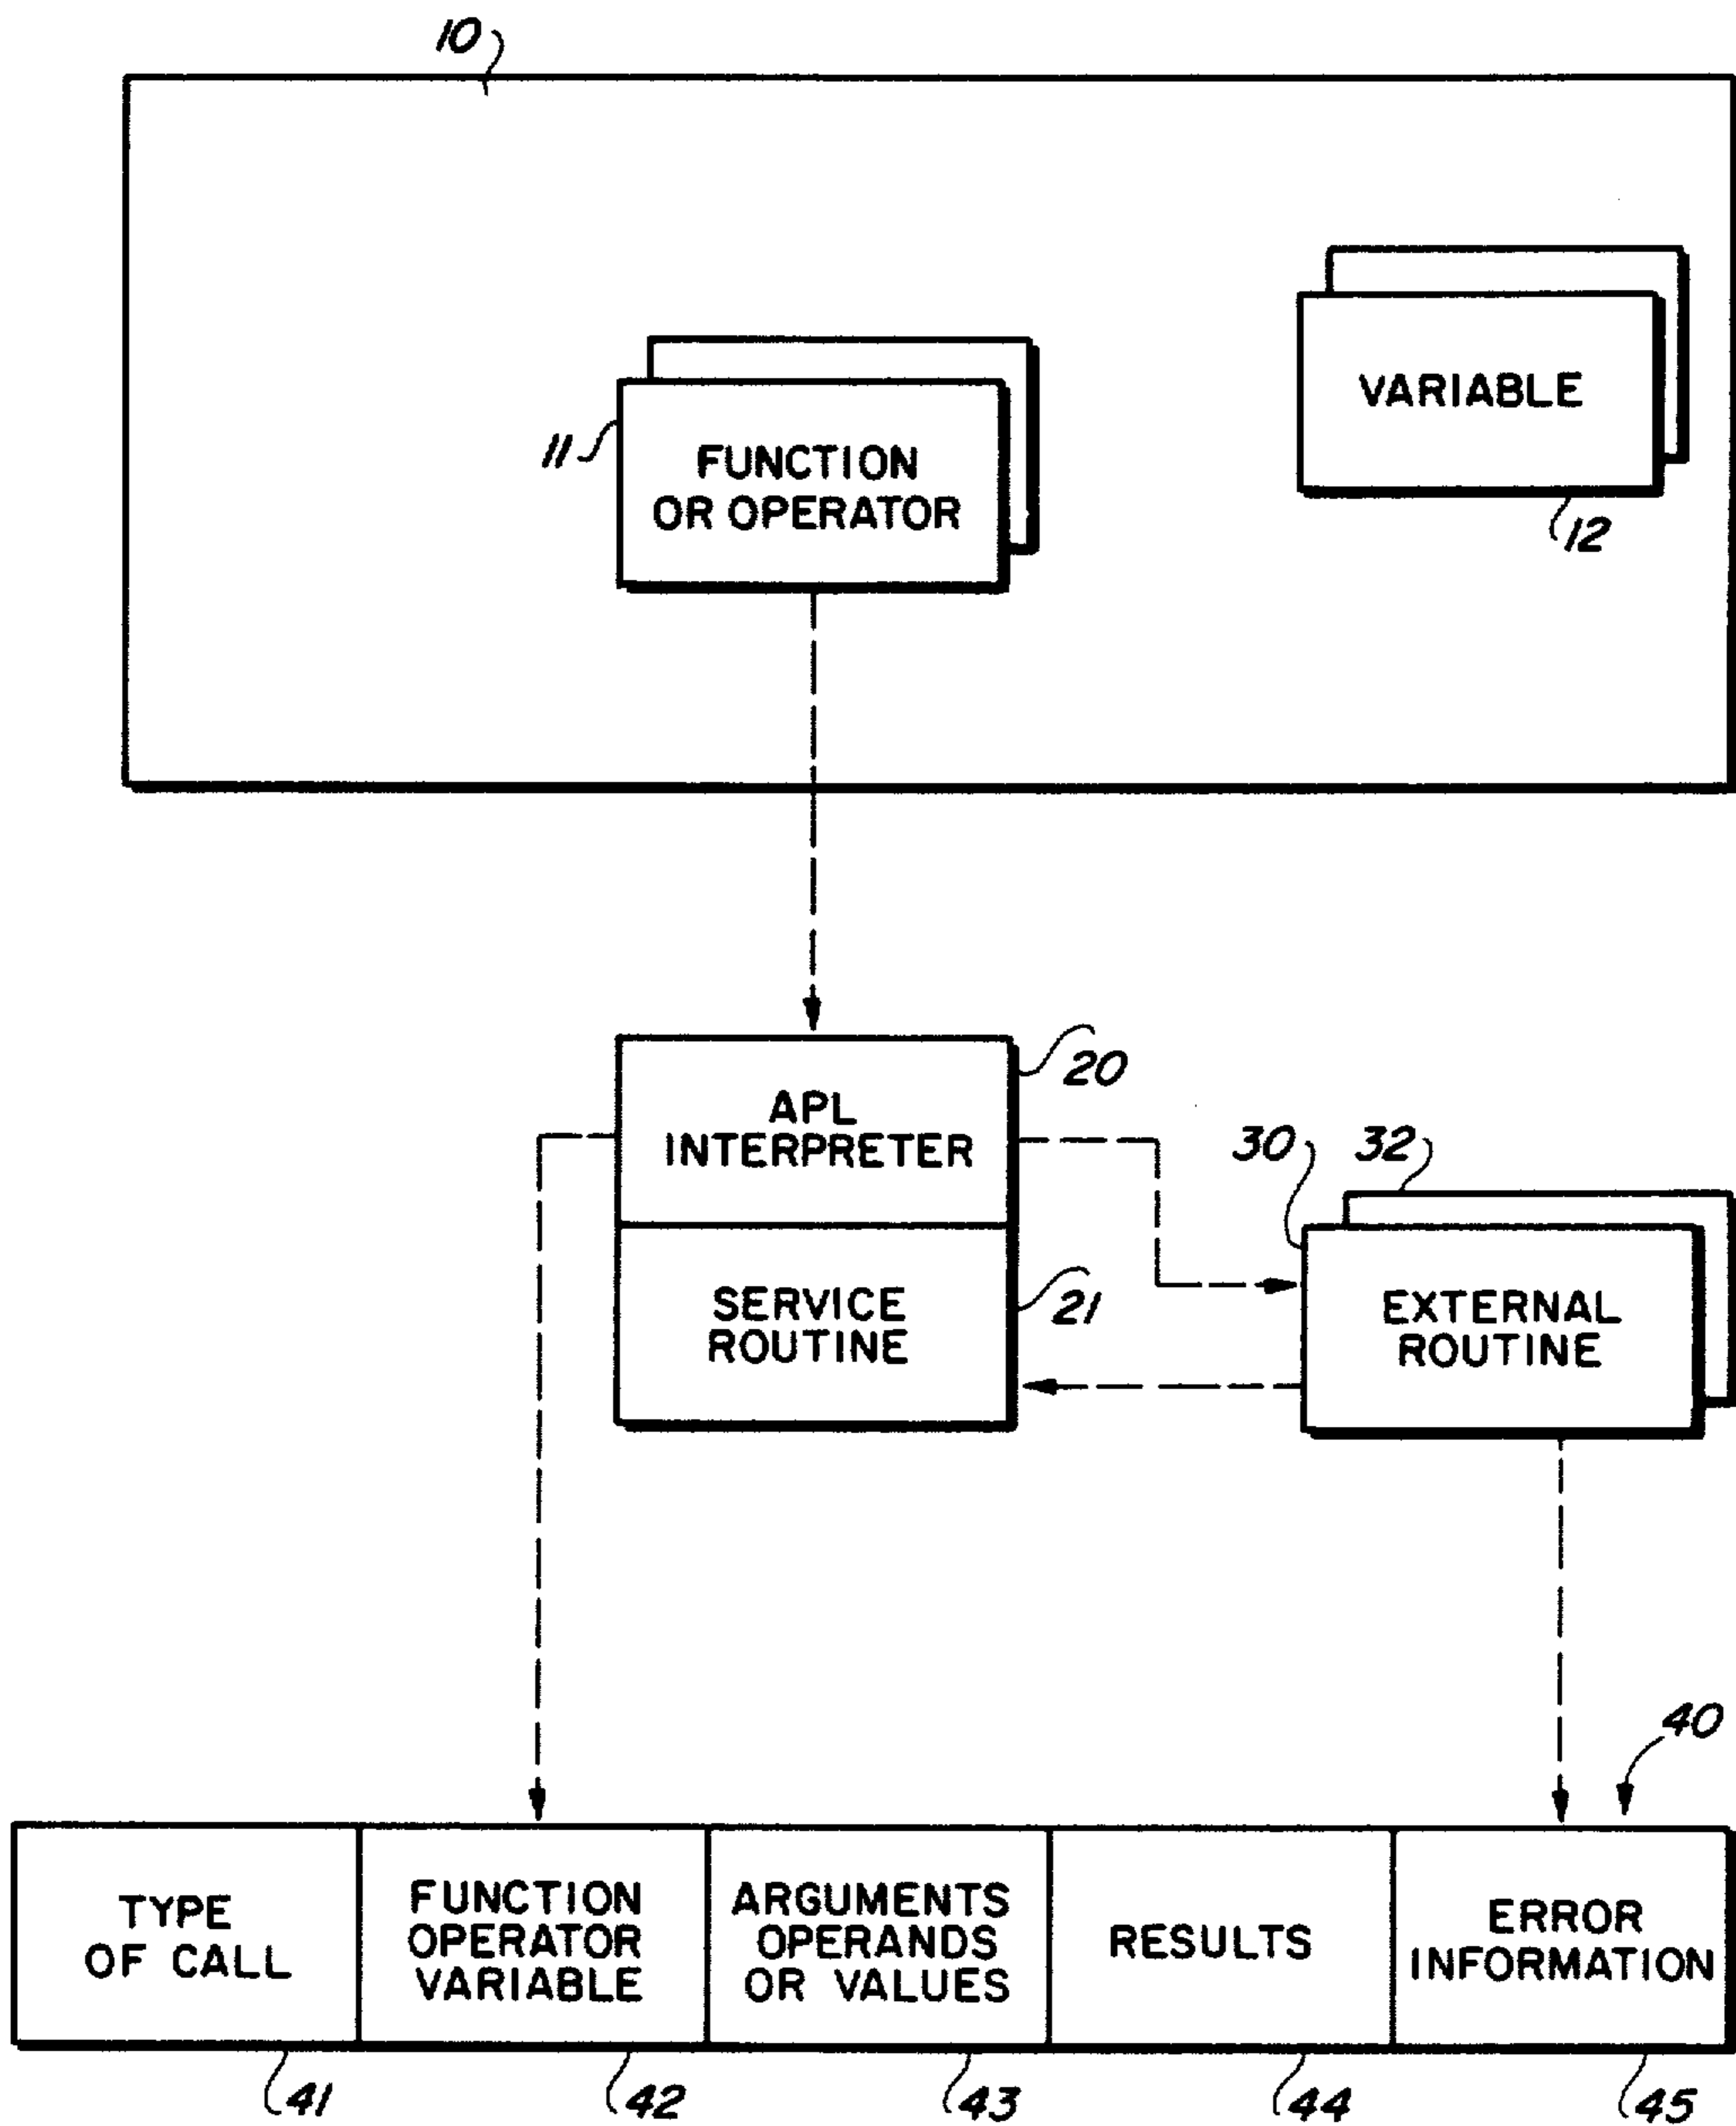 10
VARIABLE
12
11
FUNCTION
OR OPERATOR
20
APL
INTERPRETER
30
32
SERVICE
ROUTINE
21
EXTERNAL
ROUTINE
40
TYPE
OF CALL
FUNCTION
OPERATOR
VARIABLE
ARGUMENTS
OPERANDS
OR VALUES
RESULTS
ERROR
INFORMATION
41
42
43
44
45